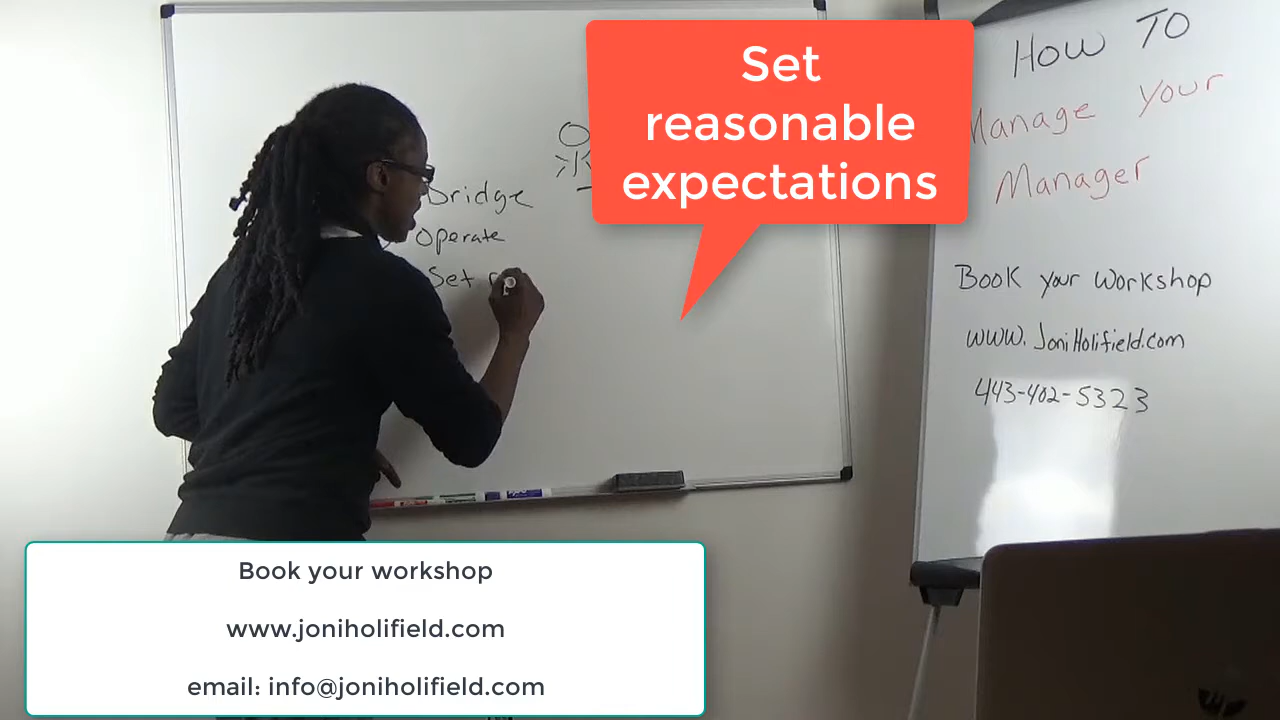 Set
reasonable
expectations
HOW TO
Manage your
Manager
Bridge
Operate
Set r
Book your workshop
www.JoniHolifield.com
443-402-5323
Book your workshop
www.joniholifield.com
email: info@joniholifield.com